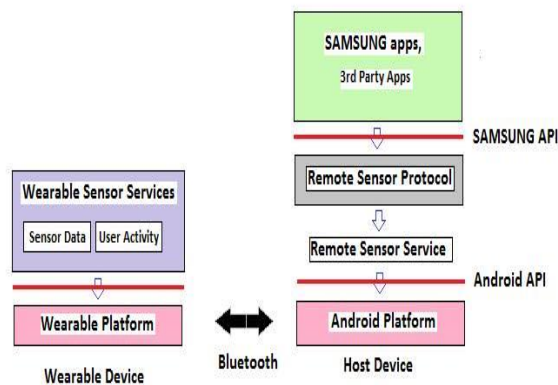 SAMSUNG apps,
3rd Party Apps
SAMSUNG API
Remote Sensor Protocol
Wearable Sensor Services
Sensor Data
User Activity
Remote Sensor Service
Android API
Wearable Platform
Android Platform
Bluetooth
Wearable Device
Host Device